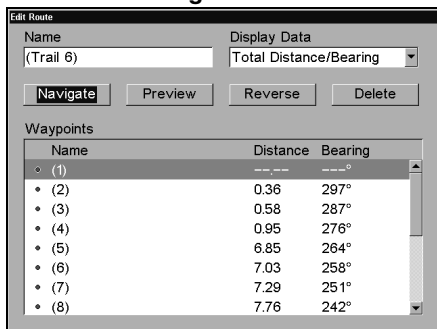 Edit Route
Name Display Data
(Trail 6) Total Distance/Bearing
Navigate Preview Reverse Delete
Waypoints
Name Distance Bearing
(1) --.-- ---°
(2) 0.36 297°
(3) 0.58 287°
(4) 0.95 276°
(5) 6.85 264°
(6) 7.03 258°
(7) 7.29 251°
(8) 7.76 242°